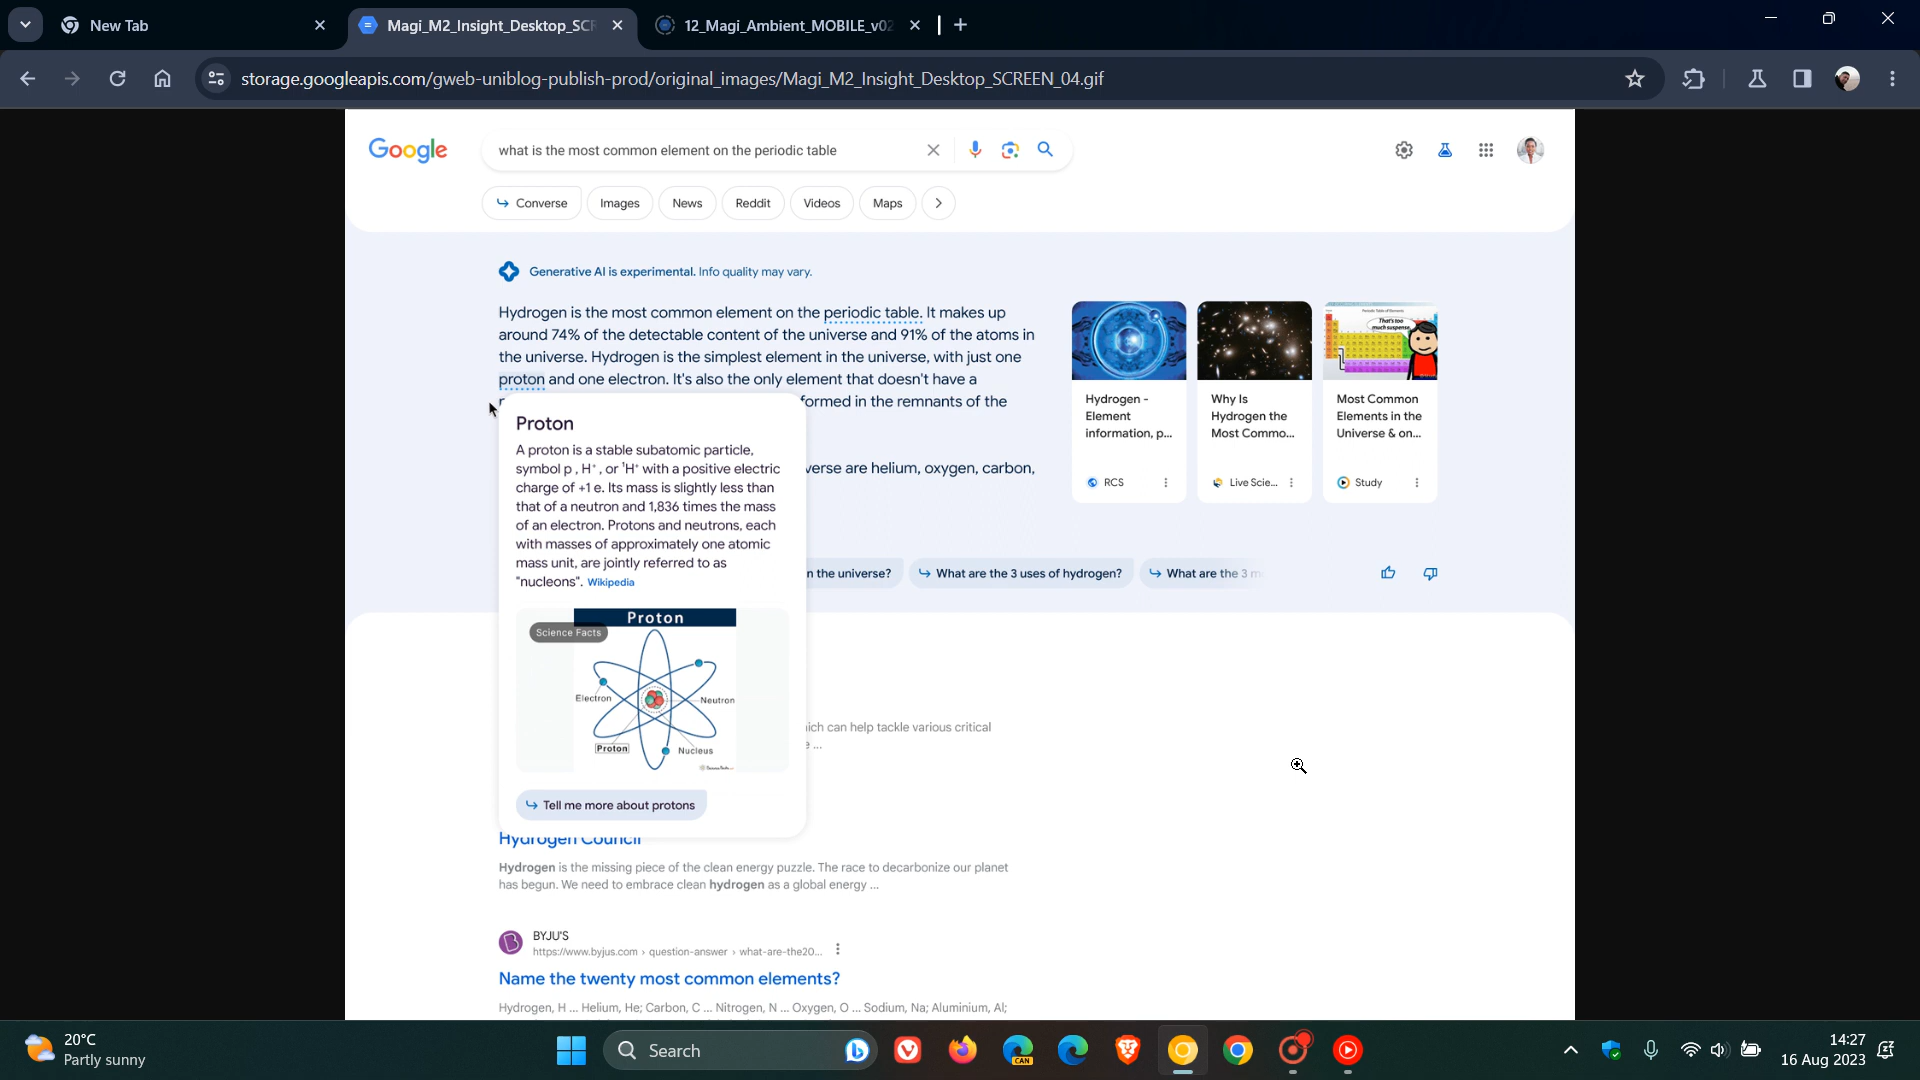 New Tab
Magi_M2_Insight_Desktop_SCR
12_Magi_Ambient_MOBILE_v02
storage.googleapis.com/gweb-uniblog-publish-prod/original_images/Magi_M2_Insight_Desktop_SCREEN_04.gif
Google
what is the most common element on the periodic table
Converse
Images
News
Reddit
Videos
Maps
Generative AI is experimental. Info quality may vary.
Hydrogen is the most common element on the periodic table. It makes up
around 74% of the detectable content of the universe and 91% of the atoms in
the universe. Hydrogen is the simplest element in the universe, with just one
proton and one electron. It's also the only element that doesn't have a
formed in the remnants of the
verse are helium, oxygen, carbon,
Proton
A proton is a stable subatomic particle,
symbol p , H⁺, or ¹H⁺ with a positive electric
charge of +1 e. Its mass is slightly less than
that of a neutron and 1,836 times the mass
of an electron. Protons and neutrons, each
with masses of approximately one atomic
mass unit, are jointly referred to as
"nucleons". Wikipedia
Proton
Science Facts
Electron
Neutron
Proton
Nucleus
Tell me more about protons
Hydrogen -
Element
information, p...
RCS
Why Is
Hydrogen the
Most Commo...
Live Scie...
That's too
much suspense.
Most Common
Elements in the
Universe & on...
Study
n the universe?
What are the 3 uses of hydrogen?
What are the 3 m
ich can help tackle various critical
e ...
Hydrogen Council
Hydrogen is the missing piece of the clean energy puzzle. The race to decarbonize our planet
has begun. We need to embrace clean hydrogen as a global energy ...
BYJU'S
https://www.byjus.com › question-answer › what-are-the20...
Name the twenty most common elements?
Hydrogen, H ... Helium, He; Carbon, C ... Nitrogen, N ... Oxygen, O ... Sodium, Na; Aluminium, Al;
20°C
Partly sunny
Search
CAN
14:27
16 Aug 2023